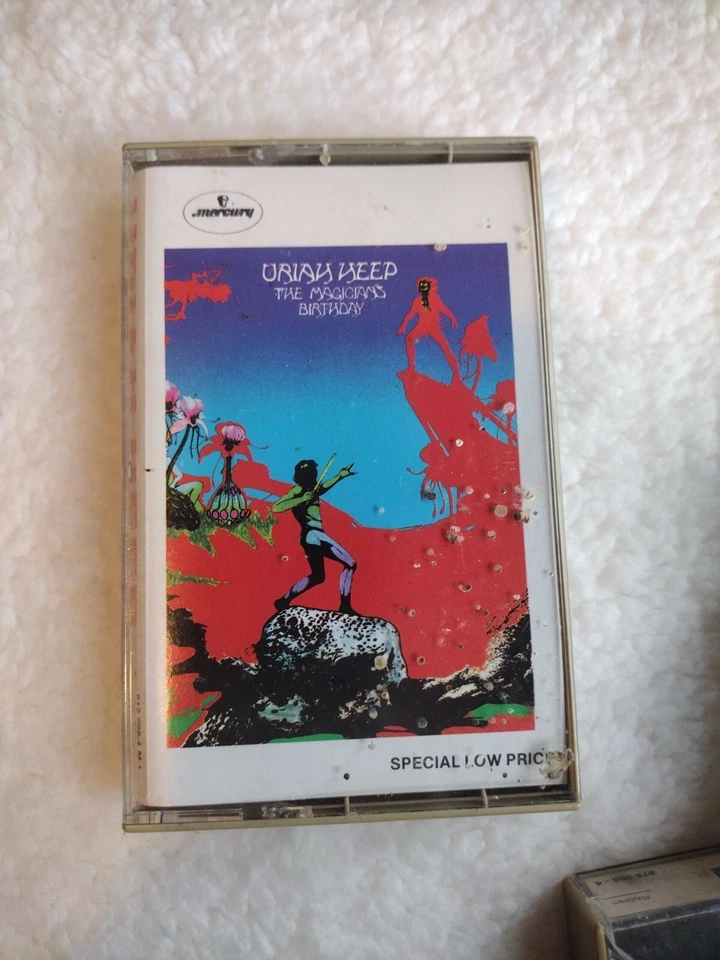 mercury
URIAH HEEP
THE MAGICIAN'S
BIRTHDAY
SPECIAL LOW PRICE